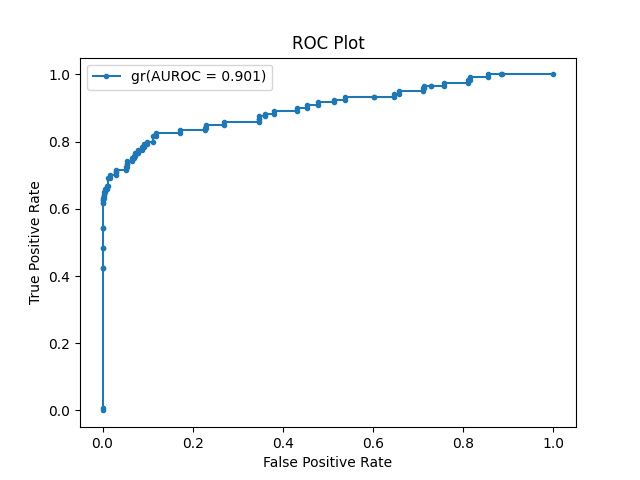 ROC Plot
gr(AUROC = 0.901)
1.0
0.8
0.6
0.4
0.2
0.0
True Positive Rate
0.0 0.2 0.4 0.6 0.8 1.0
False Positive Rate